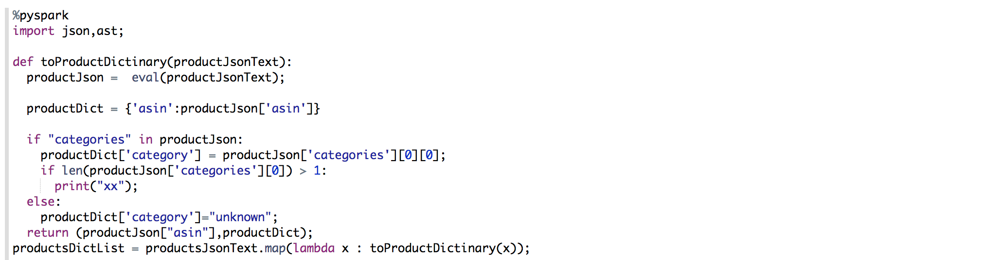 %pyspark
import json,ast;
def toProductDictinary(productJsonText):
productJson =  eval(productJsonText);
productDict = {'asin':productJson['asin']}
if "categories" in productJson:
productDict['category'] = productJson['categories'][0][0];
if len(productJson['categories'][0]) > 1:
print("xx");
else:
productDict['category']="unknown";
return (productJson["asin"],productDict);
productsDictList = productsJsonText.map(lambda x : toProductDictinary(x));